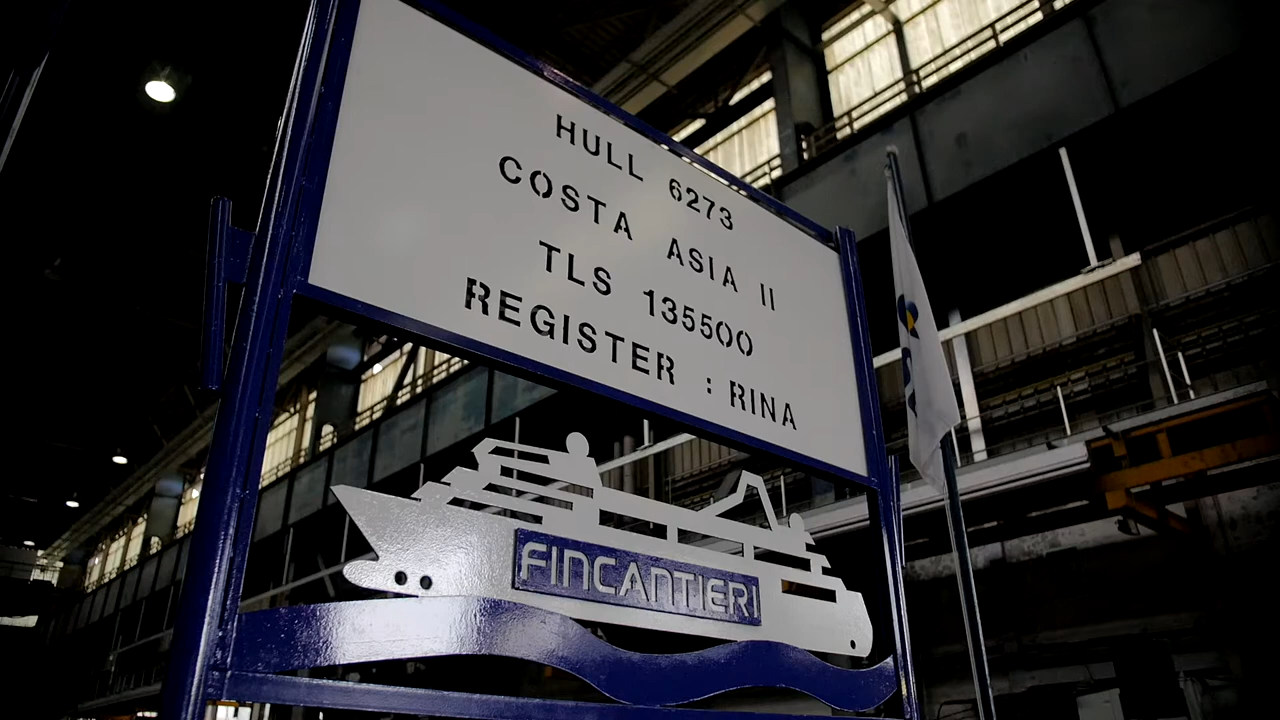 HULL 6273
COSTA ASIA II
TLS 135500
REGISTER : RINA
FINCANTIERI